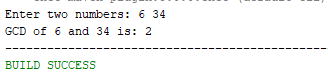 Enter two numbers: 6 34
GCD of 6 and 34 is: 2
------------------------------------------------
BUILD SUCCESS